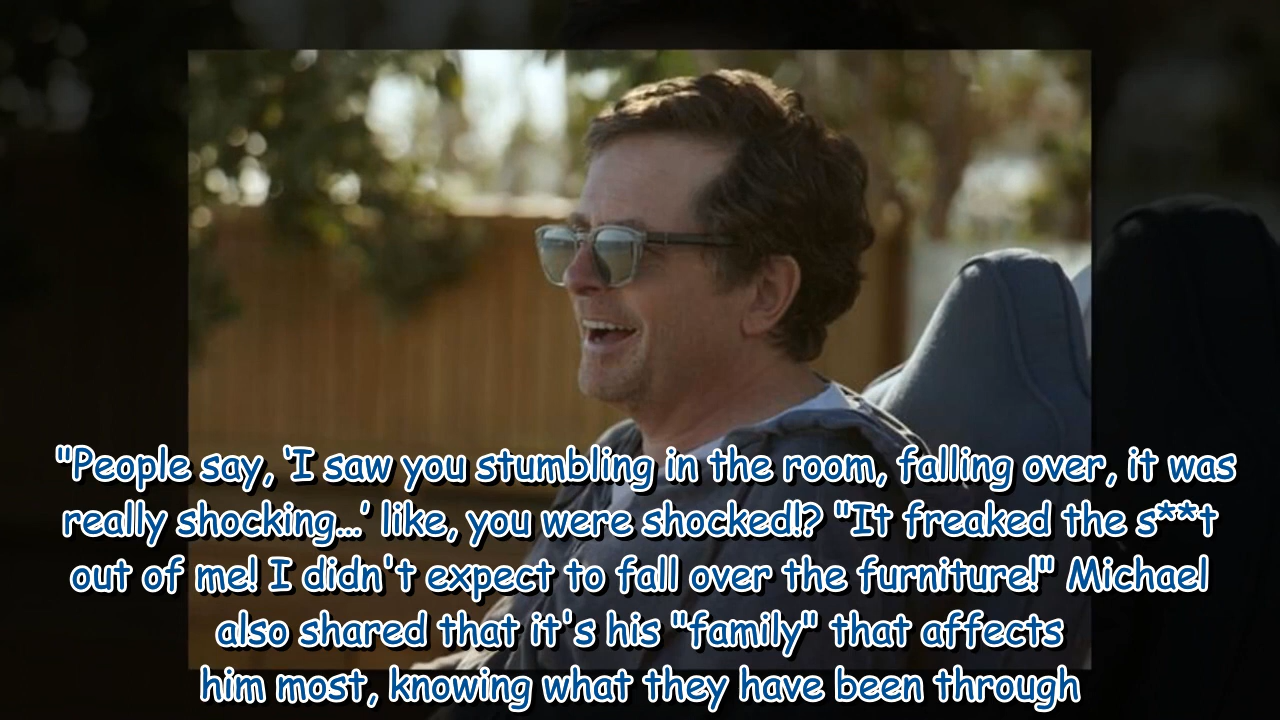 "People say, ‘I saw you stumbling in the room, falling over, it was
really shocking...’ like, you were shocked!? "It freaked the s**t
out of me! I didn't expect to fall over the furniture!" Michael
also shared that it's his "family" that affects
him most, knowing what they have been through